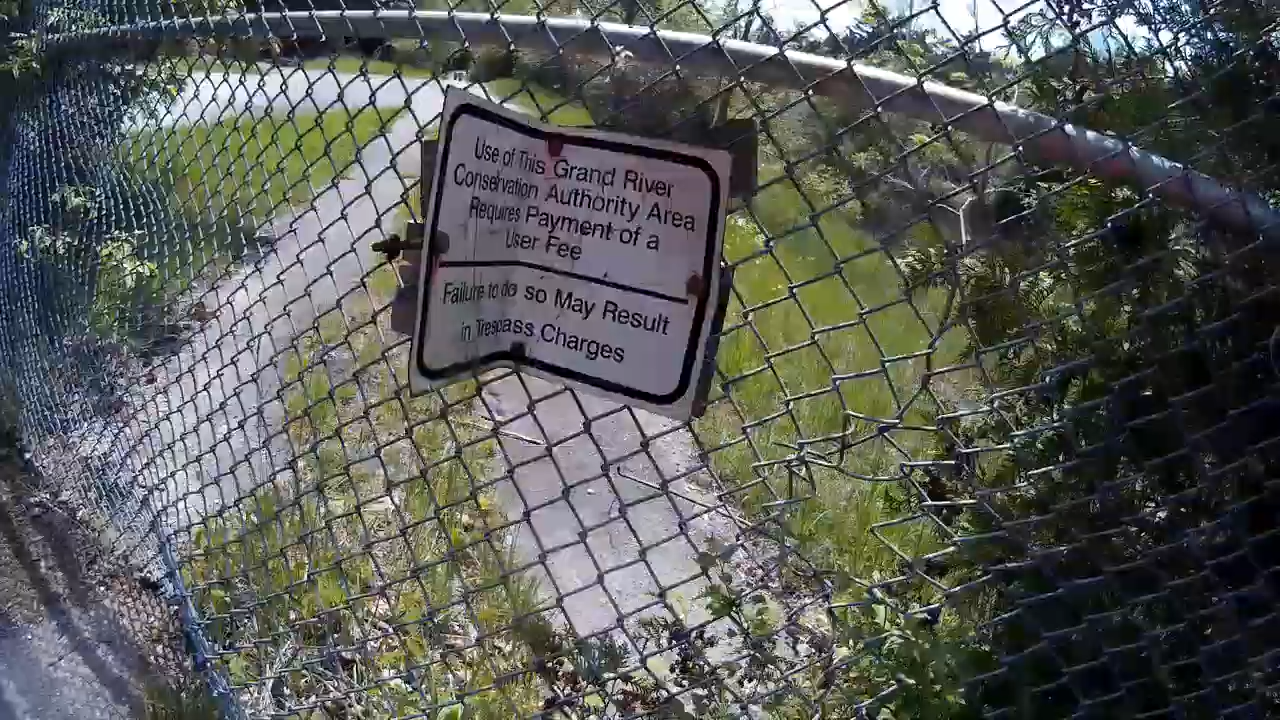 Use of This Grand River
Conservation Authority Area
Requires Payment of a
User Fee
Failure to do so May Result
in Trespass Charges